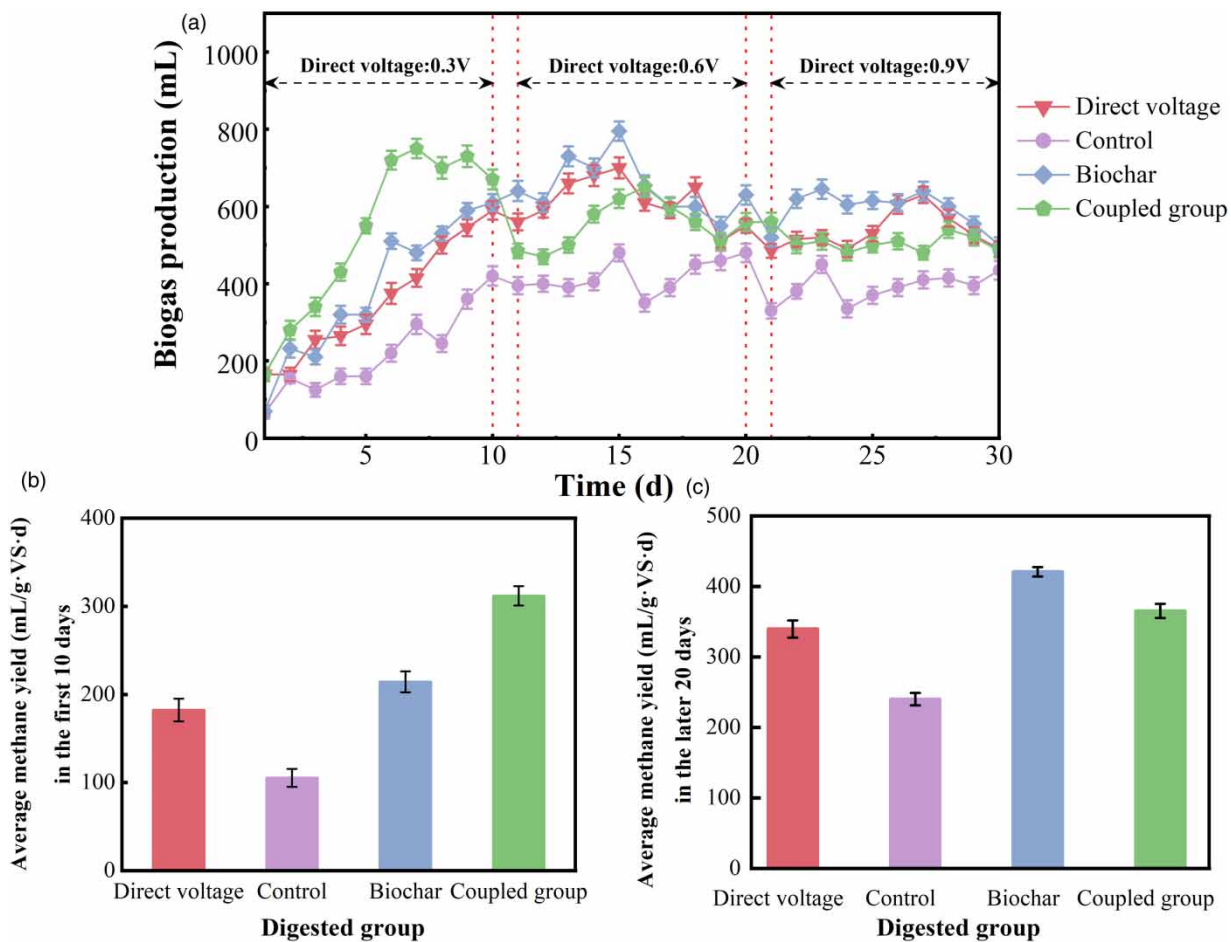 (a)
Biogas production (mL)
1000
800
600
400
200
0
Direct voltage:0.3V
Direct voltage:0.6V
Direct voltage:0.9V
5
10
15
20
25
30
Time (d)
Direct voltage
Control
Biochar
Coupled group
(b)
Average methane yield (mL/g·VS·d)
in the first 10 days
400
300
200
100
0
Direct voltage
Control
Biochar
Coupled group
Digested group
(c)
Average methane yield (mL/g·VS·d)
in the later 20 days
500
400
300
200
100
0
Direct voltage
Control
Biochar
Coupled group
Digested group